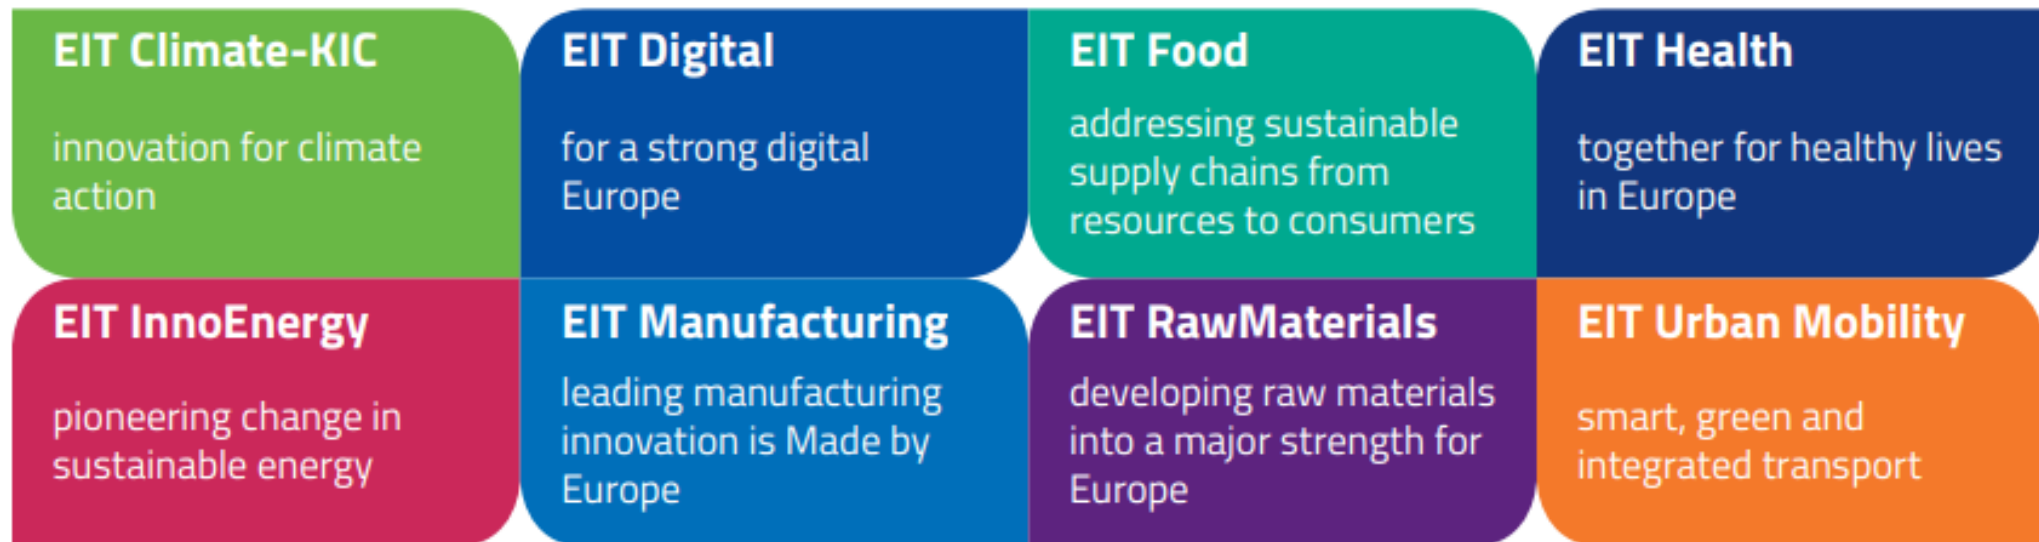 EIT Climate-KIC
innovation for climate
action
EIT Digital
for a strong digital
Europe
EIT Food
addressing sustainable
supply chains from
resources to consumers
EIT Health
together for healthy lives
in Europe
EIT InnoEnergy
pioneering change in
sustainable energy
EIT Manufacturing
leading manufacturing
innovation is Made by
Europe
EIT RawMaterials
developing raw materials
into a major strength for
Europe
EIT Urban Mobility
smart, green and
integrated transport